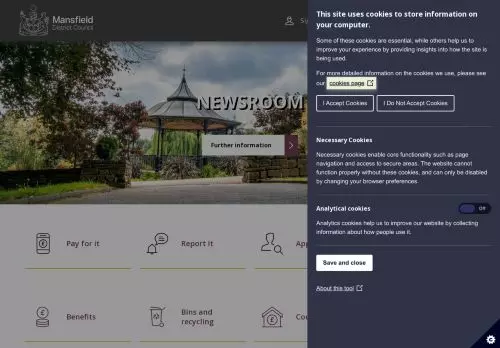 Mansfield
District Council
This site uses cookies to store information on
your computer.
Some of these cookies are essential, while others help us to
improve your experience by providing insights into how the site is
being used.
For more detailed information on the cookies we use, please see
our cookies page
I Accept Cookies
I Do Not Accept Cookies
NEWSROOM
Further information
Necessary Cookies
Necessary cookies enable core functionality such as page
navigation and access to secure areas. The website cannot
function properly without these cookies, and can only be disabled
by changing your browser preferences.
Analytical cookies
Off
Analytics cookies help us to improve our website by collecting
information about how people use it.
Save and close
About this tool
Pay for it
Report it
Benefits
Bins and
recycling